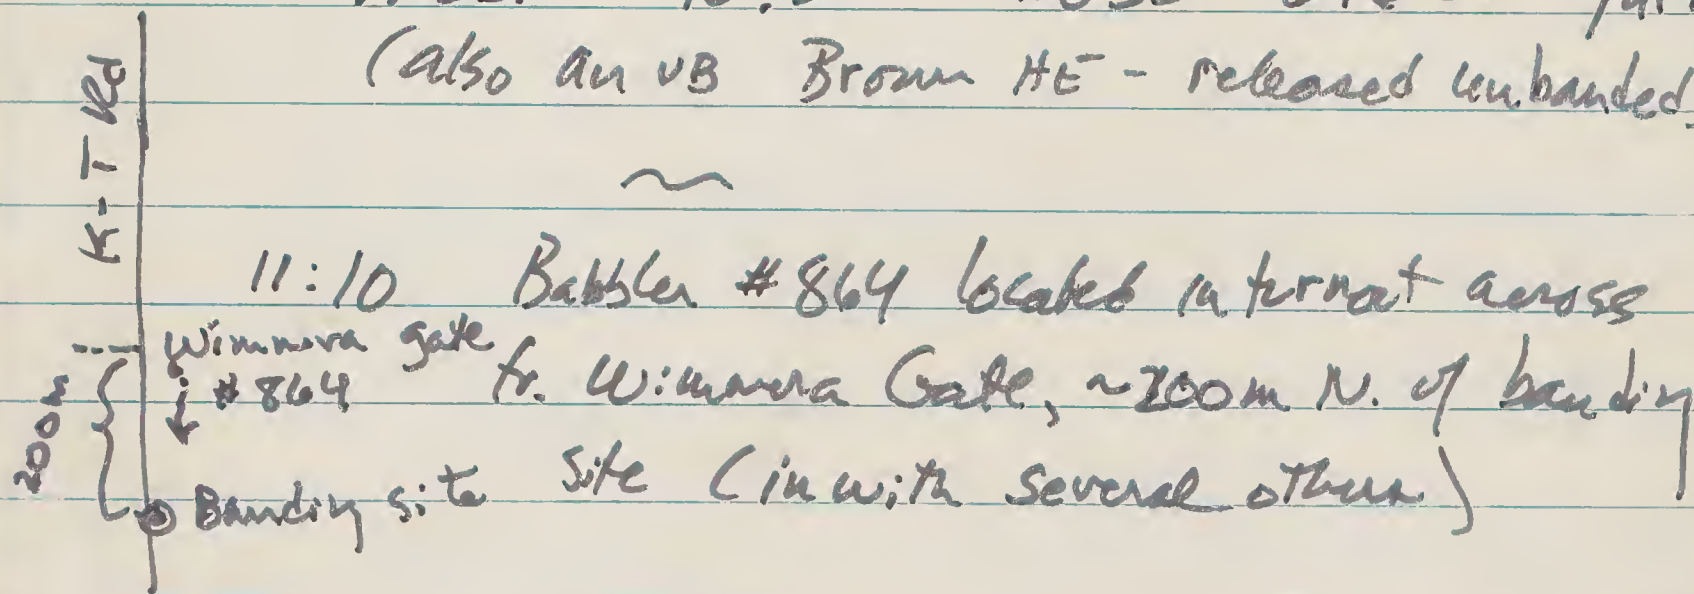 (also an UB Brown HE - released unbanded,
K-T Rd
~
11:10 Babbler #864 located in turnout across
fr. Wimmera Gate, ~200m N. of banding
site (in with several others)
Wimmera gate
#864
200m
Banding site